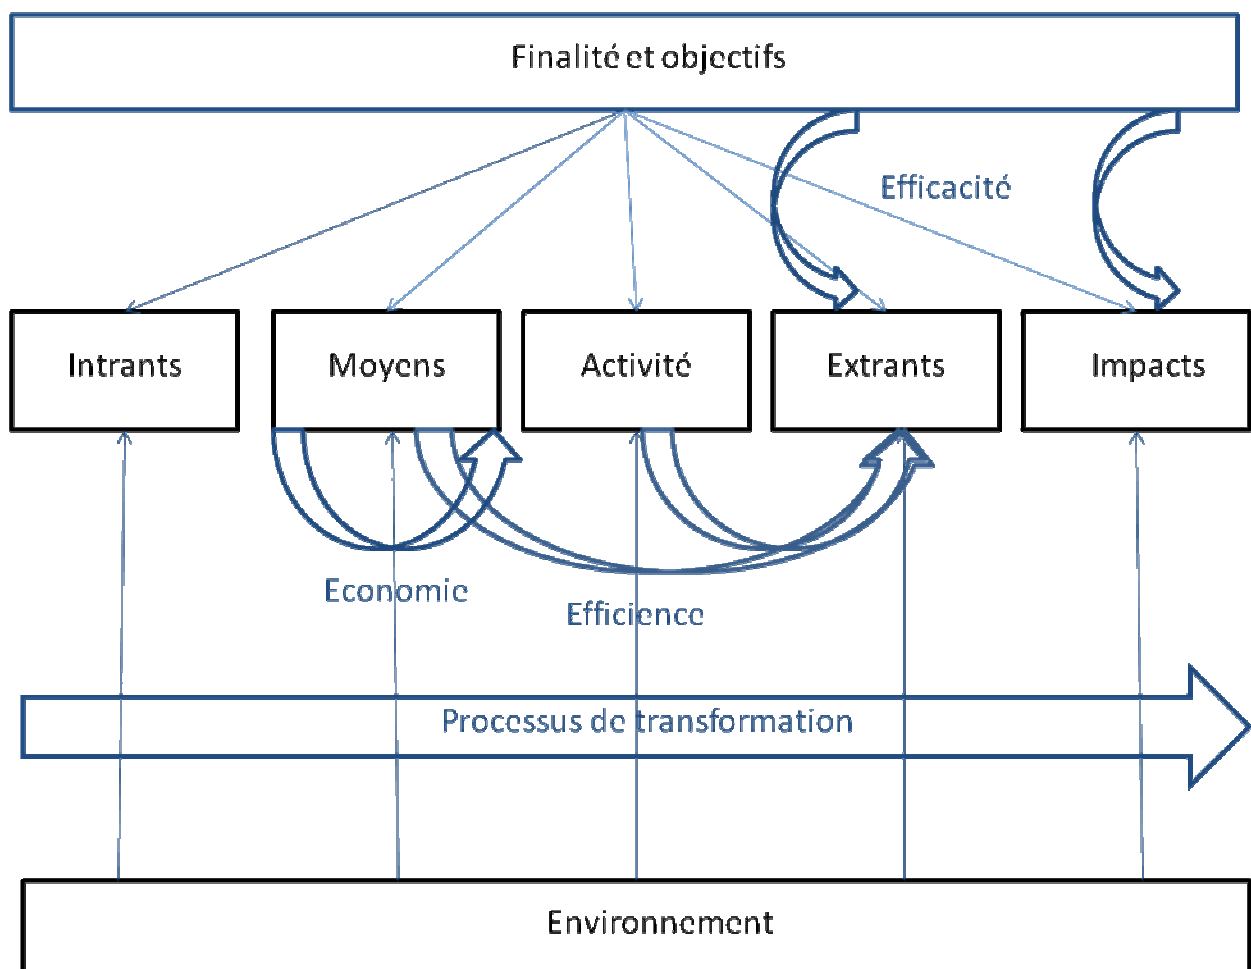 Finalité et objectifs
Efficacité
Intrants
Moyens
Activité
Extrants
Impacts
Economie
Efficience
Processus de transformation
Environnement